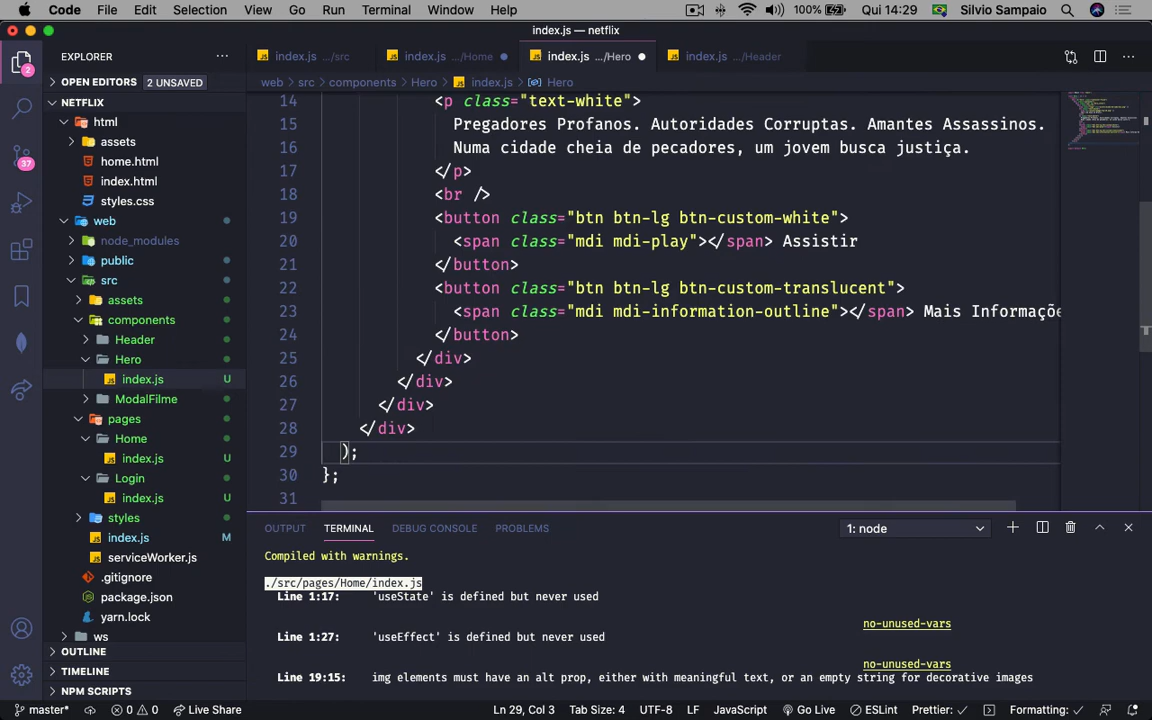 Code File Edit Selection View Go Run Terminal Window Help 100% Qui 14:29 Silvio Sampaio
index.js — netflix
EXPLORER ...
index.js .../src index.js .../Home index.js .../Hero index.js .../Header
OPEN EDITORS 2 UNSAVED
web > src > components > Hero > index.js > Hero
NETFLIX
html
assets
home.html
index.html
styles.css
web
node_modules
public
src
assets
components
Header
Hero
index.js U
ModalFilme
pages
Home
index.js U
Login
index.js U
styles
index.js M
serviceWorker.js
.gitignore
package.json
yarn.lock
ws
OUTLINE
TIMELINE
NPM SCRIPTS
2
37
14 <p class="text-white">
15 Pregadores Profanos. Autoridades Corruptas. Amantes Assassinos.
16 Numa cidade cheia de pecadores, um jovem busca justiça.
17 </p>
18 <br />
19 <button class="btn btn-lg btn-custom-white">
20 <span class="mdi mdi-play"></span> Assistir
21 </button>
22 <button class="btn btn-lg btn-custom-translucent">
23 <span class="mdi mdi-information-outline"></span> Mais Informaçõe
24 </button>
25 </div>
26 </div>
27 </div>
28 </div>
29 );
30 };
31
OUTPUT TERMINAL DEBUG CONSOLE PROBLEMS 1: node
Compiled with warnings.
./src/pages/Home/index.js
Line 1:17: 'useState' is defined but never used
no-unused-vars
Line 1:27: 'useEffect' is defined but never used
no-unused-vars
Line 19:15: img elements must have an alt prop, either with meaningful text, or an empty string for decorative images
master* 0 0 Live Share Ln 29, Col 3 Tab Size: 4 UTF-8 LF JavaScript Go Live ESLint Prettier: ✓ Formatting: ✓